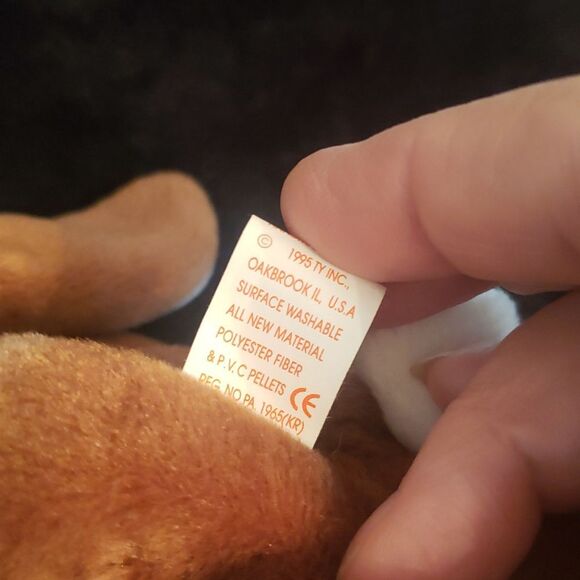 ©
1995 TY INC.,
OAKBROOK IL, U.S.A
SURFACE WASHABLE
ALL NEW MATERIAL
POLYESTER FIBER
& P.V.C PELLETS CE
REG. NO PA. 1965(KR)